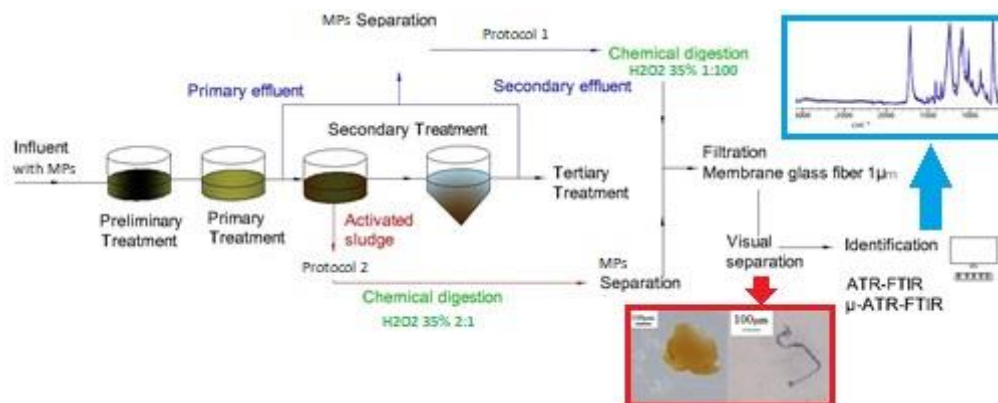 MPs Separation
Protocol 1
Chemical digestion
H2O2 35% 1:100
Primary effluent
Secondary effluent
Secondary Treatment
Influent
with MPs
Filtration
Membrane glass fiber 1µm
Tertiary
Treatment
Preliminary
Treatment
Primary
Treatment
Activated
sludge
Visual
separation
Identification
Protocol 2
MPs
Separation
Chemical digestion
H2O2 35% 2:1
ATR-FTIR
µ-ATR-FTIR
100µm
cm⁻¹